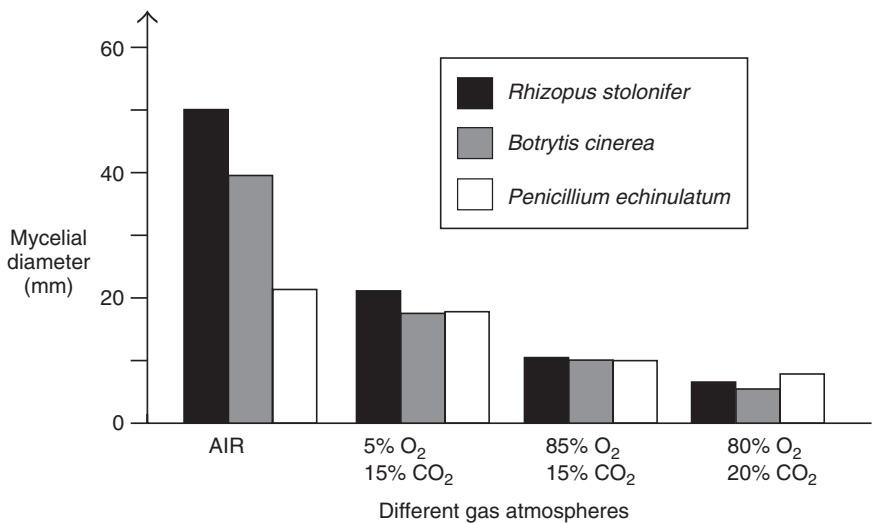 60
40
20
0
Mycelial
diameter
(mm)
Rhizopus stolonifer
Botrytis cinerea
Penicillium echinulatum
AIR
5% O₂
15% CO₂
85% O₂
15% CO₂
80% O₂
20% CO₂
Different gas atmospheres